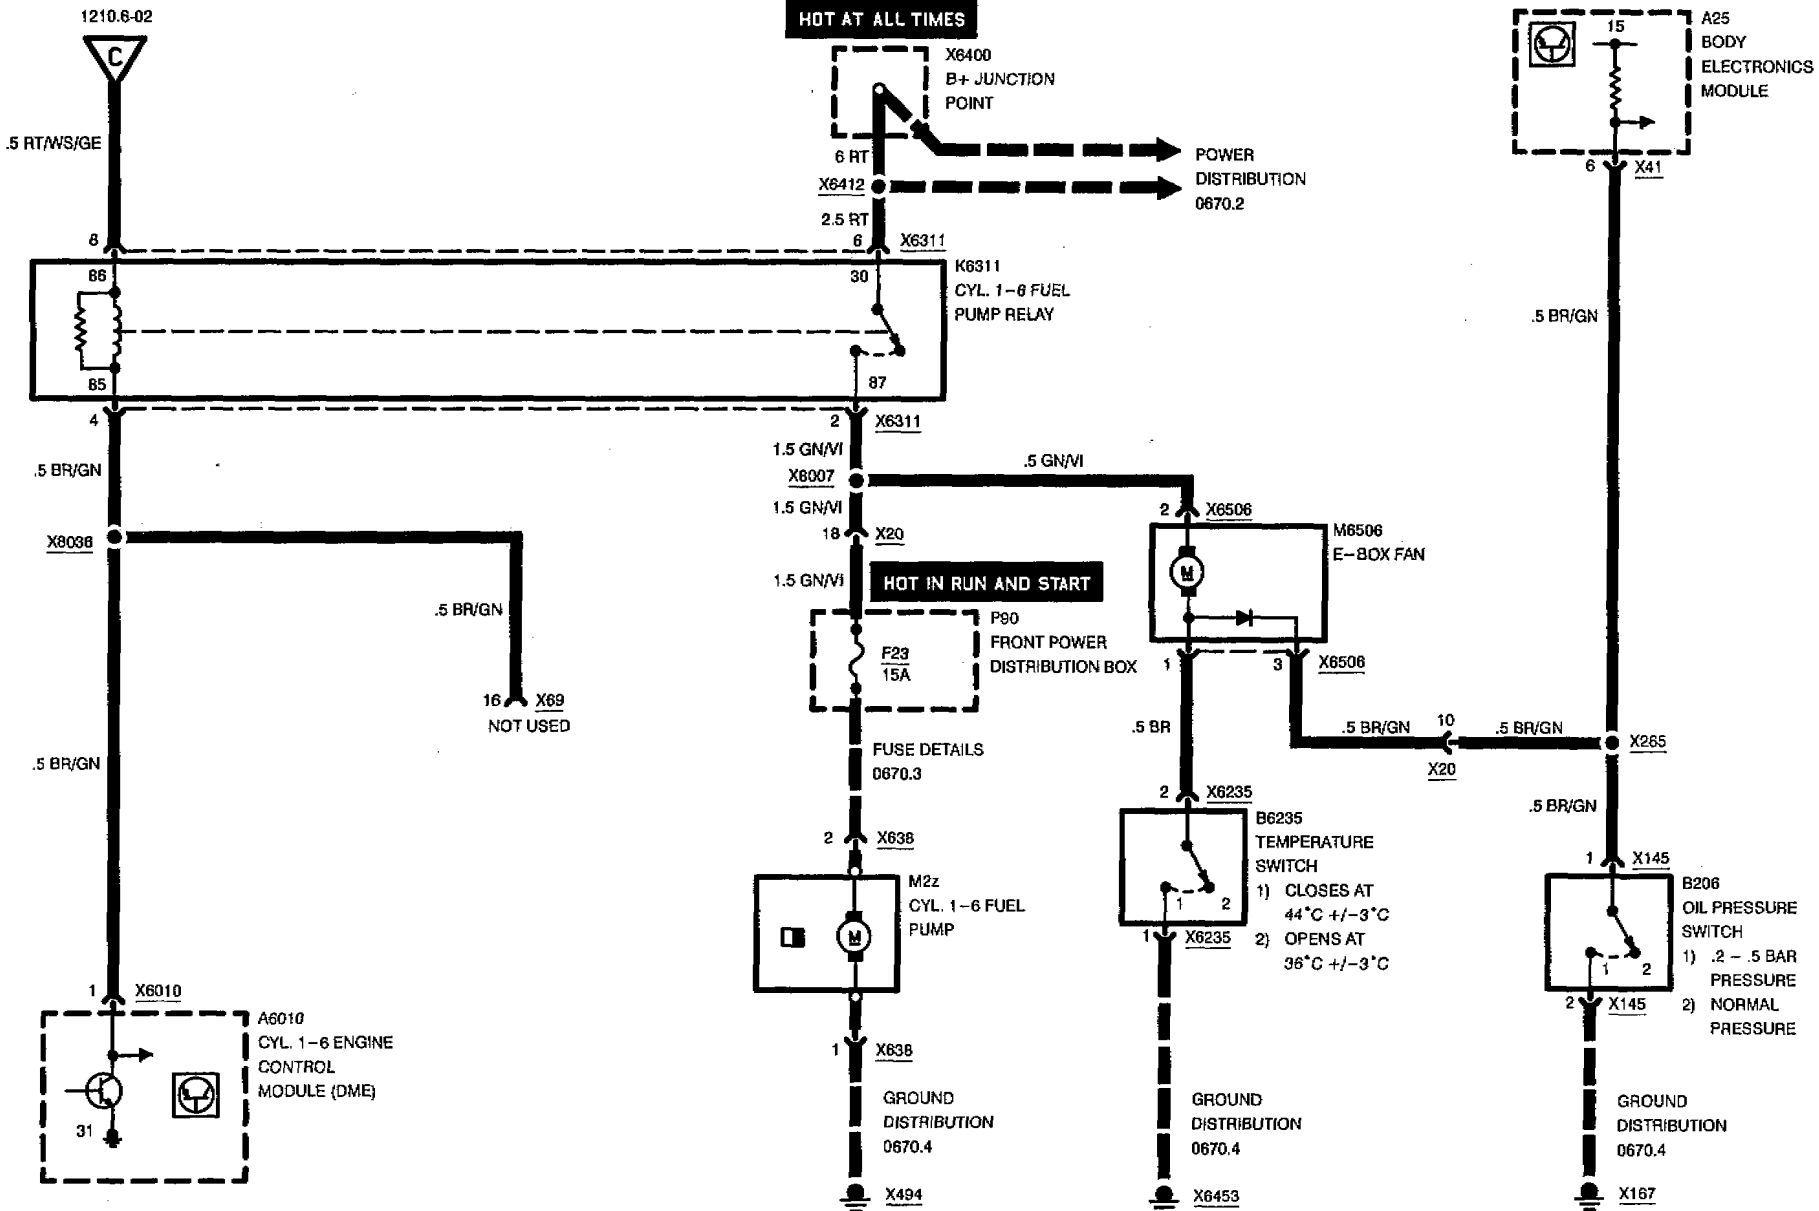 1210.6-02
C
.5 RT/WS/GE
HOT AT ALL TIMES
X6400
B+ JUNCTION
POINT
6 RT
X6412
2.5 RT
POWER
DISTRIBUTION
0670.2
15
A25
BODY
ELECTRONICS
MODULE
6 X41
8
6 X6311
86
30
K6311
CYL. 1-6 FUEL
PUMP RELAY
85
87
4
2 X6311
.5 BR/GN
1.5 GN/VI
X8007
.5 GN/VI
1.5 GN/VI
18 X20
.5 BR/GN
X8036
.5 BR/GN
16 X69
NOT USED
.5 BR/GN
1.5 GN/VI
HOT IN RUN AND START
P90
FRONT POWER
DISTRIBUTION BOX
F23
15A
FUSE DETAILS
0670.3
2 X6506
M6506
E-BOX FAN
M
1
3 X6506
.5 BR
.5 BR/GN
10
X20
.5 BR/GN
X265
.5 BR/GN
2 X638
M2z
CYL. 1-6 FUEL
PUMP
M
1 X638
GROUND
DISTRIBUTION
0670.4
X494
2 X6235
B6235
TEMPERATURE
SWITCH
1) CLOSES AT
44°C +/-3°C
2) OPENS AT
36°C +/-3°C
1 2
1 X6235
GROUND
DISTRIBUTION
0670.4
X6453
1 X145
B206
OIL PRESSURE
SWITCH
1) .2 - .5 BAR
PRESSURE
2) NORMAL
PRESSURE
1 2
2 X145
GROUND
DISTRIBUTION
0670.4
X167
1 X6010
A6010
CYL. 1-6 ENGINE
CONTROL
MODULE (DME)
31